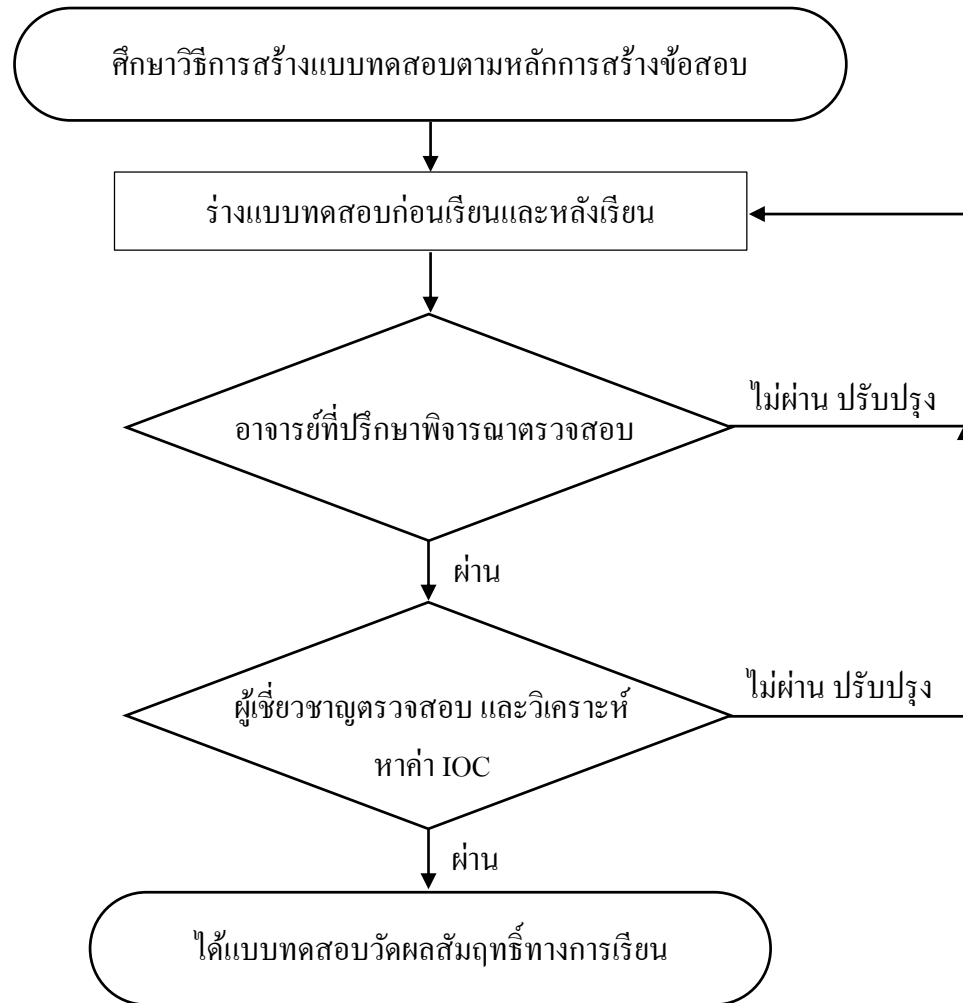 ศึกษาวิธีการสร้างแบบทดสอบตามหลักการสร้างข้อสอบ
ร่างแบบทดสอบก่อนเรียนและหลังเรียน
อาจารย์ที่ปรึกษาพิจารณาตรวจสอบ
ไม่ผ่าน ปรับปรุง
ผ่าน
ผู้เชี่ยวชาญตรวจสอบ และวิเคราะห์
หาค่า IOC
ไม่ผ่าน ปรับปรุง
ผ่าน
ได้แบบทดสอบวัดผลสัมฤทธิ์ทางการเรียน